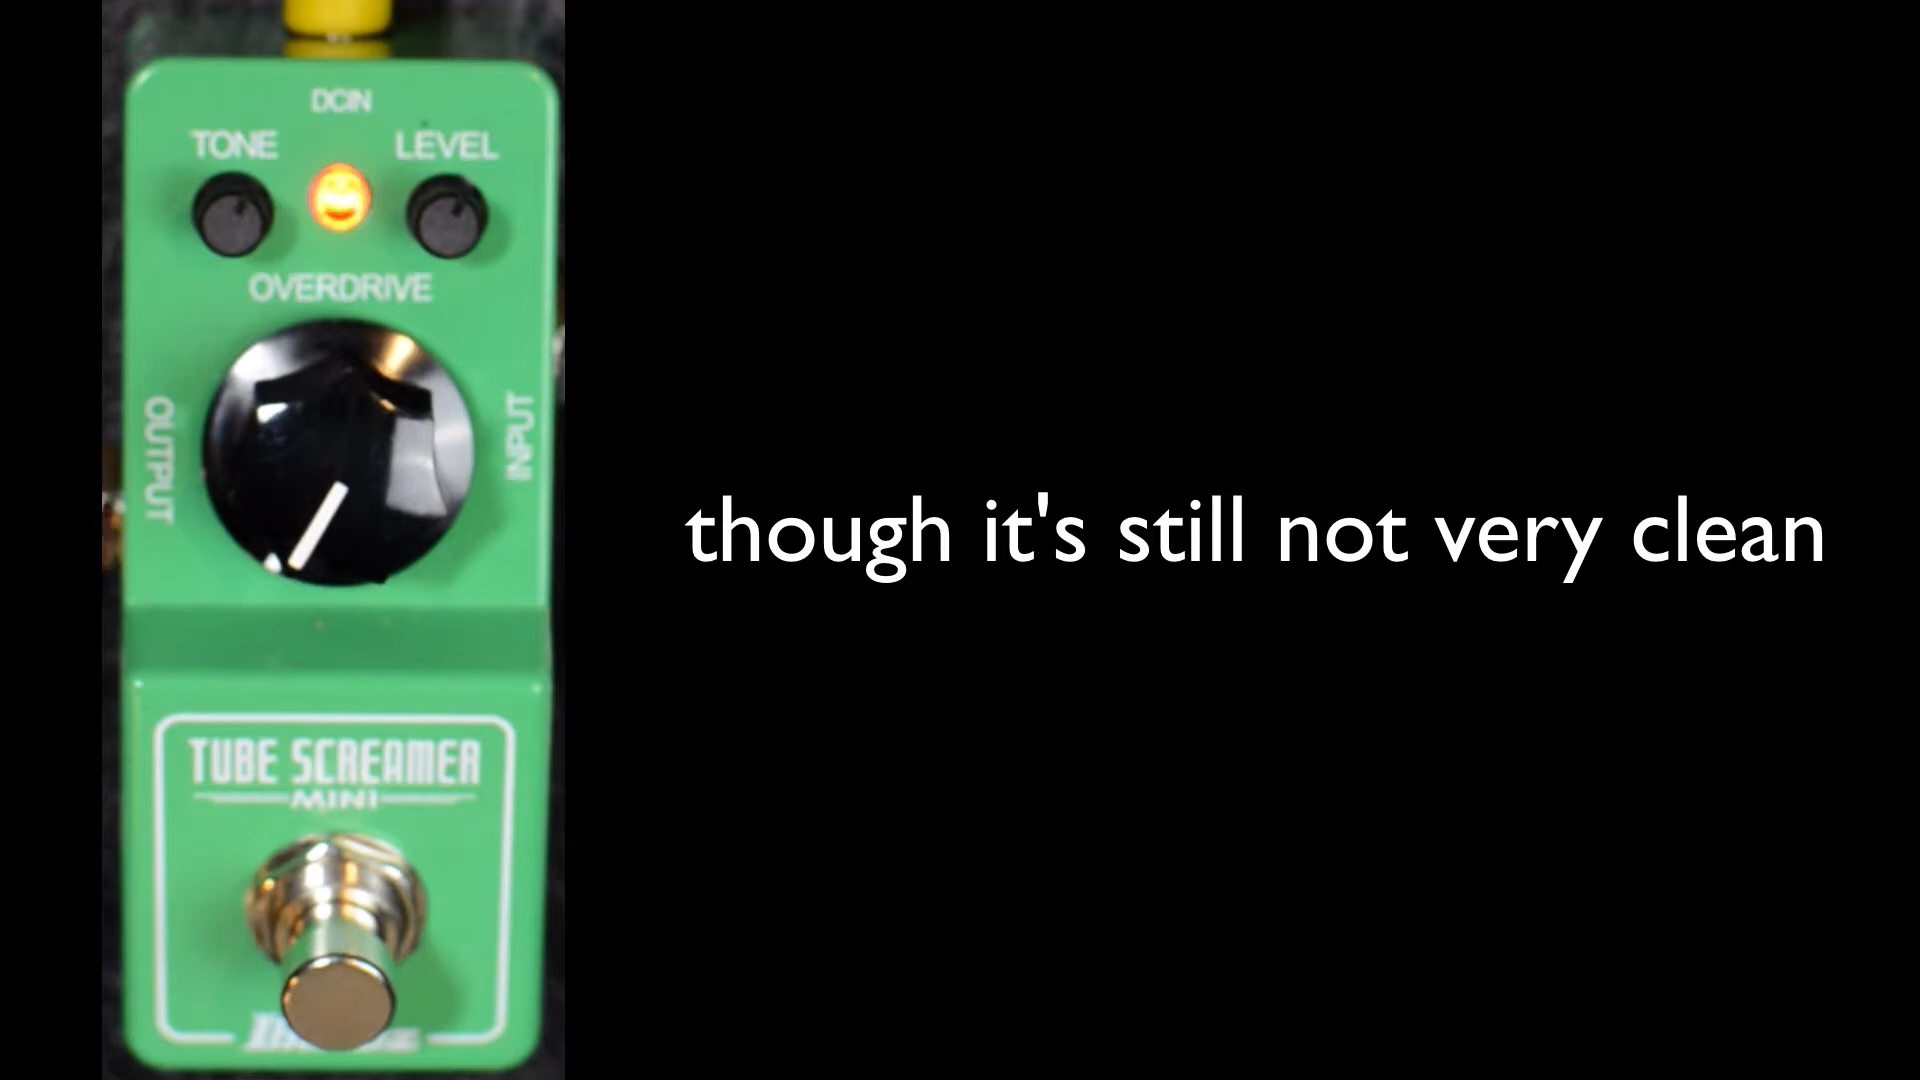 DCIN
TONE
LEVEL
OVERDRIVE
OUTPUT
INPUT
though it's still not very clean
TUBE SCREAMER
MINI